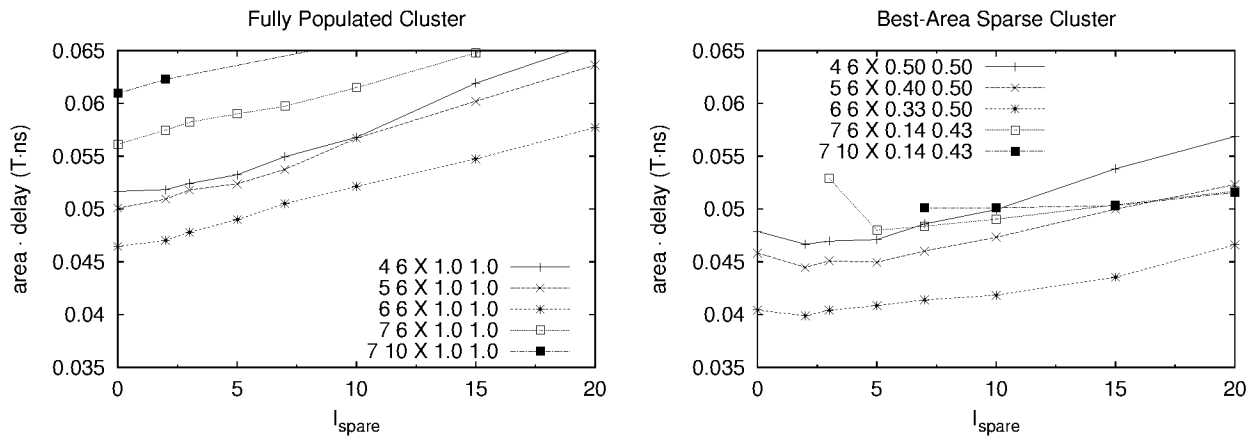 Fully Populated Cluster
area · delay (T·ns)
0.065
0.06
0.055
0.05
0.045
0.04
0.035
4 6 X 1.0 1.0
5 6 X 1.0 1.0
6 6 X 1.0 1.0
7 6 X 1.0 1.0
7 10 X 1.0 1.0
0 5 10 15 20
I_spare
Best-Area Sparse Cluster
area · delay (T·ns)
0.065
0.06
0.055
0.05
0.045
0.04
0.035
4 6 X 0.50 0.50
5 6 X 0.40 0.50
6 6 X 0.33 0.50
7 6 X 0.14 0.43
7 10 X 0.14 0.43
0 5 10 15 20
I_spare